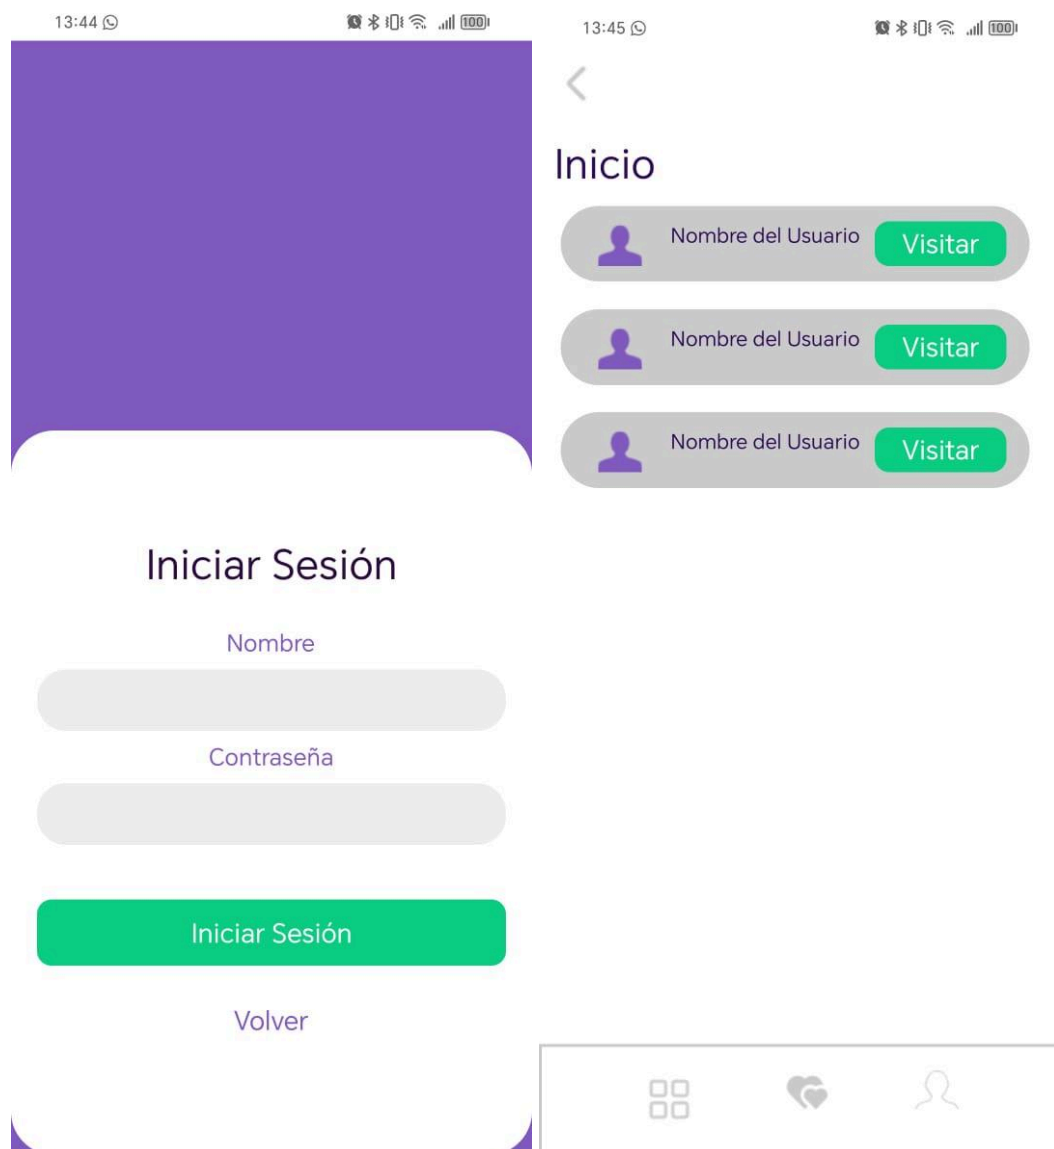 13:44
100
Iniciar Sesión
Nombre
Contraseña
Iniciar Sesión
Volver
13:45
100
Inicio
Nombre del Usuario
Visitar
Nombre del Usuario
Visitar
Nombre del Usuario
Visitar